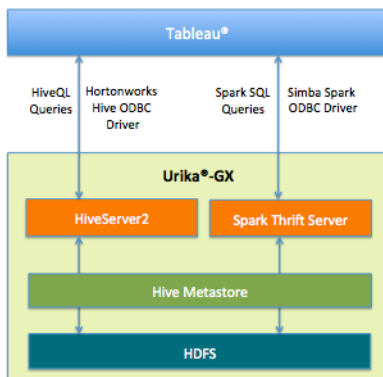 Tableau®
HiveQL
Queries
Hortonworks
Hive ODBC
Driver
Spark SQL
Queries
Simba Spark
ODBC Driver
Urika®-GX
HiveServer2
Spark Thrift Server
Hive Metastore
HDFS